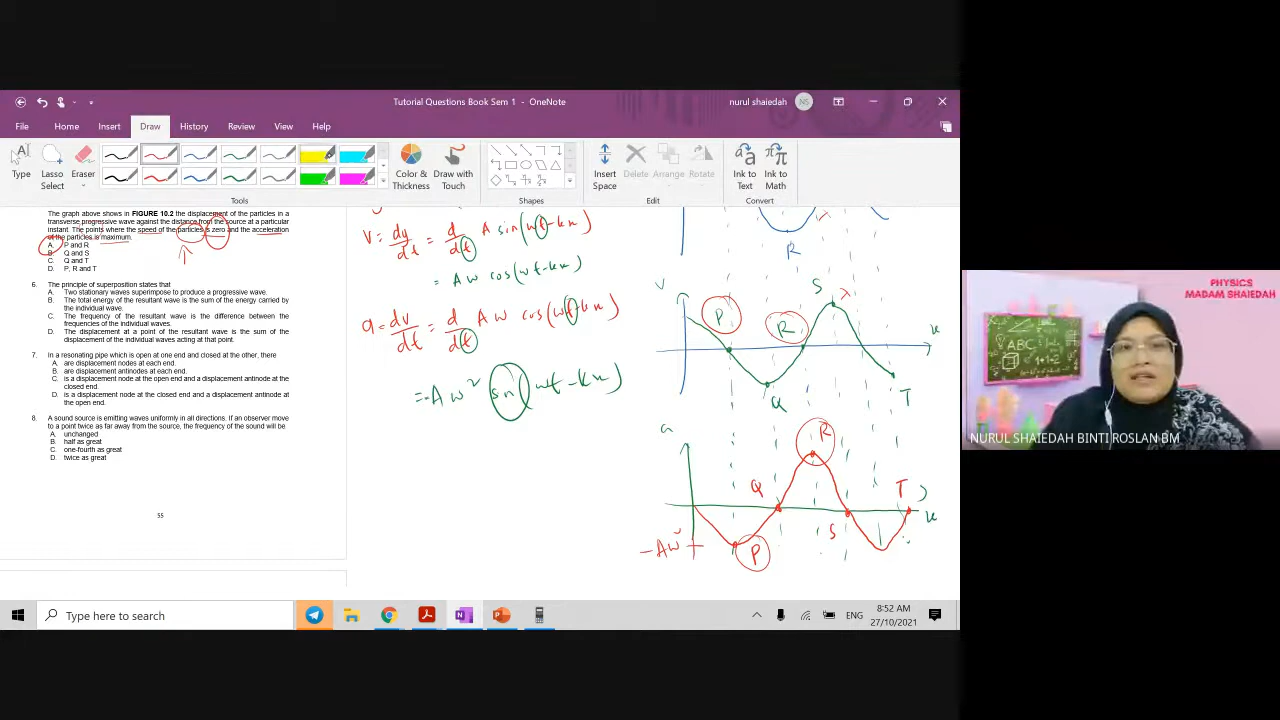 Tutorial Questions Book Sem 1 - OneNote
nurul shaiedah
NS
File
Home
Insert
Draw
History
Review
View
Help
Type
Lasso
Select
Eraser
Color &
Thickness
Draw with
Touch
Insert
Space
Delete
Arrange
Rotate
Ink to
Text
Ink to
Math
Tools
Shapes
Edit
Convert
The graph above shows in FIGURE 10.2 the displacement of the particles in a
transverse progressive wave against the distance from the source at a particular
instant. The points where the speed of the particles is zero and the acceleration
of the particles is maximum.
A. P and R
B. Q and S
C. Q and T
D. P, R and T
6. The principle of superposition states that
A. Two stationary waves superimpose to produce a progressive wave.
B. The total energy of the resultant wave is the sum of the energy carried by
the individual wave.
C. The frequency of the resultant wave is the difference between the
frequencies of the individual waves.
D. The displacement at a point of the resultant wave is the sum of the
displacement of the individual waves acting at that point.
7. In a resonating pipe which is open at one end and closed at the other, there
A. are displacement nodes at each end.
B. are displacement antinodes at each end.
C. is a displacement node at the open end and a displacement antinode at the
closed end.
D. is a displacement node at the closed end and a displacement antinode at
the open end.
8. A sound source is emitting waves uniformly in all directions. If an observer move
to a point twice as far away from the source, the frequency of the sound will be
A. unchanged
B. half as great
C. one-fourth as great
D. twice as great
55
v = dy/dt = d/dt A sin(wt-kx)
= Aw cos(wt-kx)
a = dv/dt = d/dt Aw cos(wt-kx)
= -Aw² sin(wt-kx)
R
v
P
R
S
λ
x
Q
T
a
R
Q
T
x
S
-Aw²
P
PHYSICS
MADAM SHAIEDAH
ABC
1+1=2
NURUL SHAIEDAH BINTI ROSLAN BM
Type here to search
ENG
8:52 AM
27/10/2021